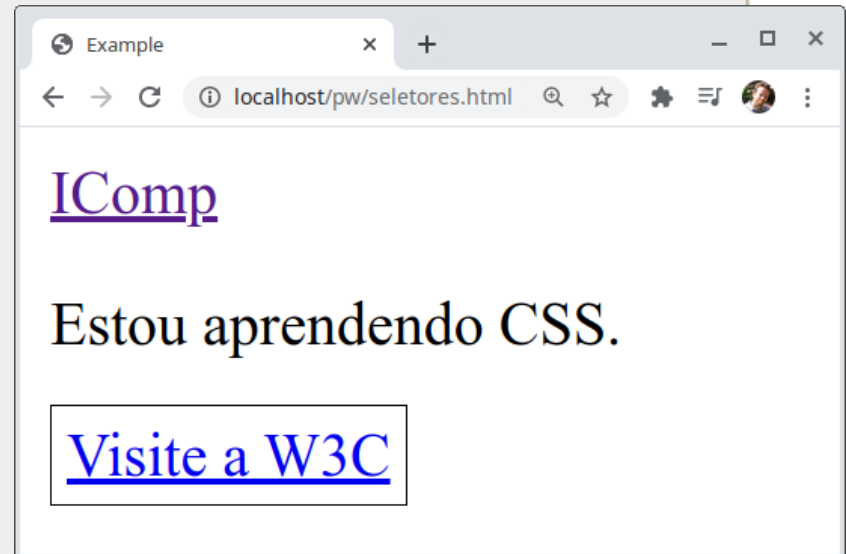 Example
localhost/pw/seletores.html
IComp
Estou aprendendo CSS.
Visite a W3C